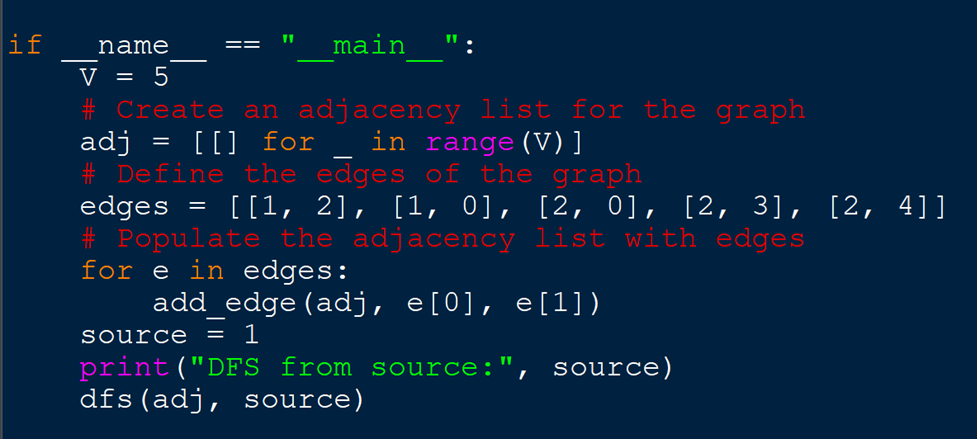 if __name__ == "__main__":
    V = 5
    # Create an adjacency list for the graph
    adj = [[] for _ in range(V)]
    # Define the edges of the graph
    edges = [[1, 2], [1, 0], [2, 0], [2, 3], [2, 4]]
    # Populate the adjacency list with edges
    for e in edges:
        add_edge(adj, e[0], e[1])
    source = 1
    print("DFS from source:", source)
    dfs(adj, source)